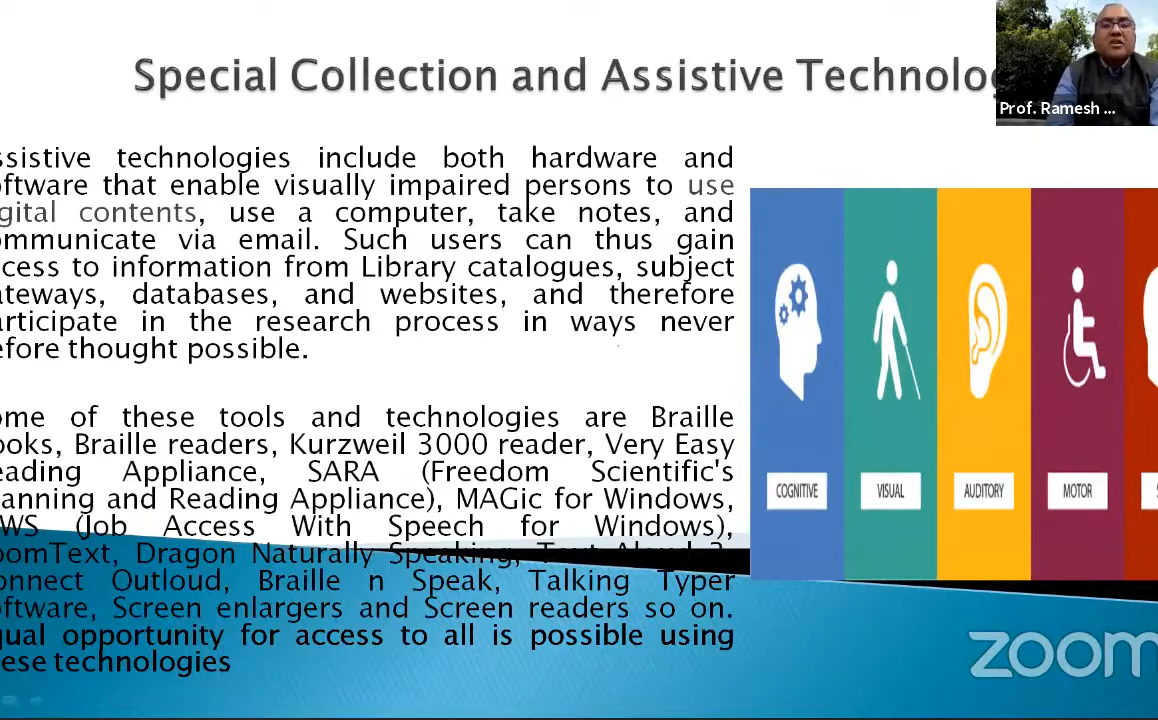 Special Collection and Assistive Technolog
Prof. Ramesh ...
ssistive technologies include both hardware and
oftware that enable visually impaired persons to use
igital contents, use a computer, take notes, and
ommunicate via email. Such users can thus gain
ccess to information from Library catalogues, subject
ateways, databases, and websites, and therefore
articipate in the research process in ways never
efore thought possible.
ome of these tools and technologies are Braille
ooks, Braille readers, Kurzweil 3000 reader, Very Easy
eading Appliance, SARA (Freedom Scientific's
canning and Reading Appliance), MAGic for Windows,
AWS (Job Access With Speech for Windows),
oomText, Dragon Naturally Speaking, Text Aloud 3,
onnect Outloud, Braille n Speak, Talking Typer
oftware, Screen enlargers and Screen readers so on.
qual opportunity for access to all is possible using
hese technologies
COGNITIVE
VISUAL
AUDITORY
MOTOR
S
zoom